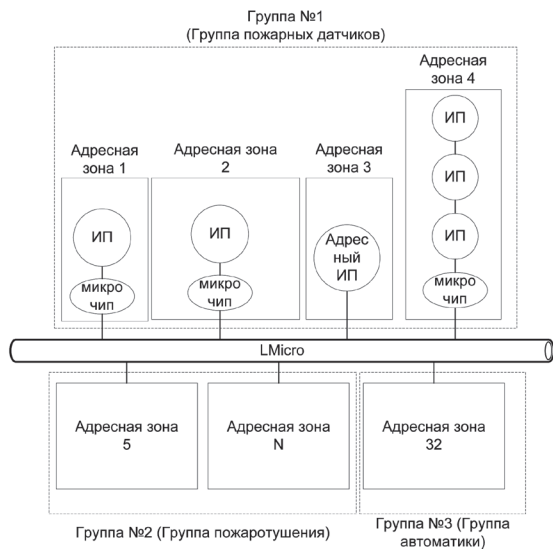 Группа №1
(Группа пожарных датчиков)
Адресная
зона 4
ИП
ИП
ИП
микро
чип
Адресная
зона 1
ИП
микро
чип
Адресная зона
2
ИП
микро
чип
Адресная
зона 3
Адрес
ный
ИП
LMicro
Адресная зона
5
Адресная зона
N
Адресная зона
32
Группа №2 (Группа пожаротушения)
Группа №3 (Группа
автоматики)